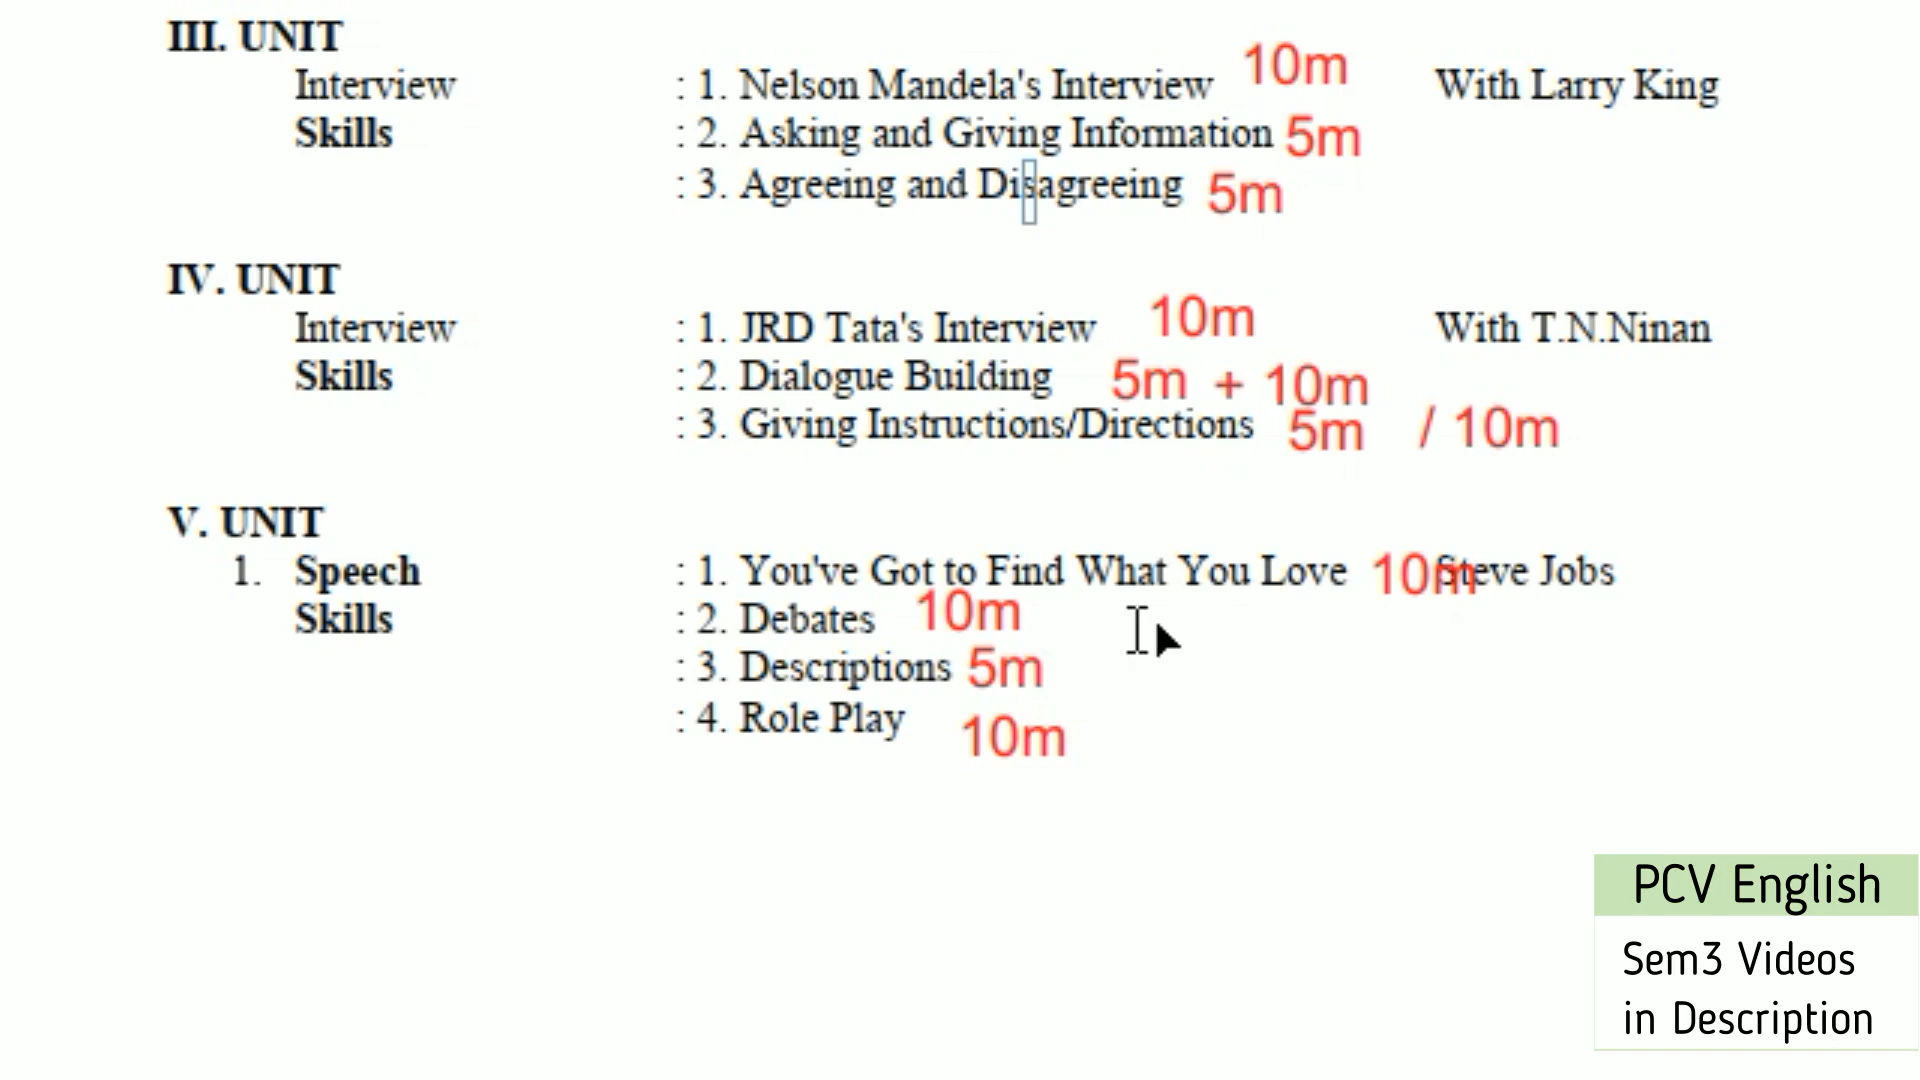 III. UNIT
Interview : 1. Nelson Mandela's Interview 10m With Larry King
Skills : 2. Asking and Giving Information 5m
: 3. Agreeing and Disagreeing 5m
IV. UNIT
Interview : 1. JRD Tata's Interview 10m With T.N.Ninan
Skills : 2. Dialogue Building 5m + 10m
: 3. Giving Instructions/Directions 5m / 10m
V. UNIT
1. Speech : 1. You've Got to Find What You Love 10m Steve Jobs
Skills : 2. Debates 10m
: 3. Descriptions 5m
: 4. Role Play 10m
PCV English
Sem3 Videos
in Description